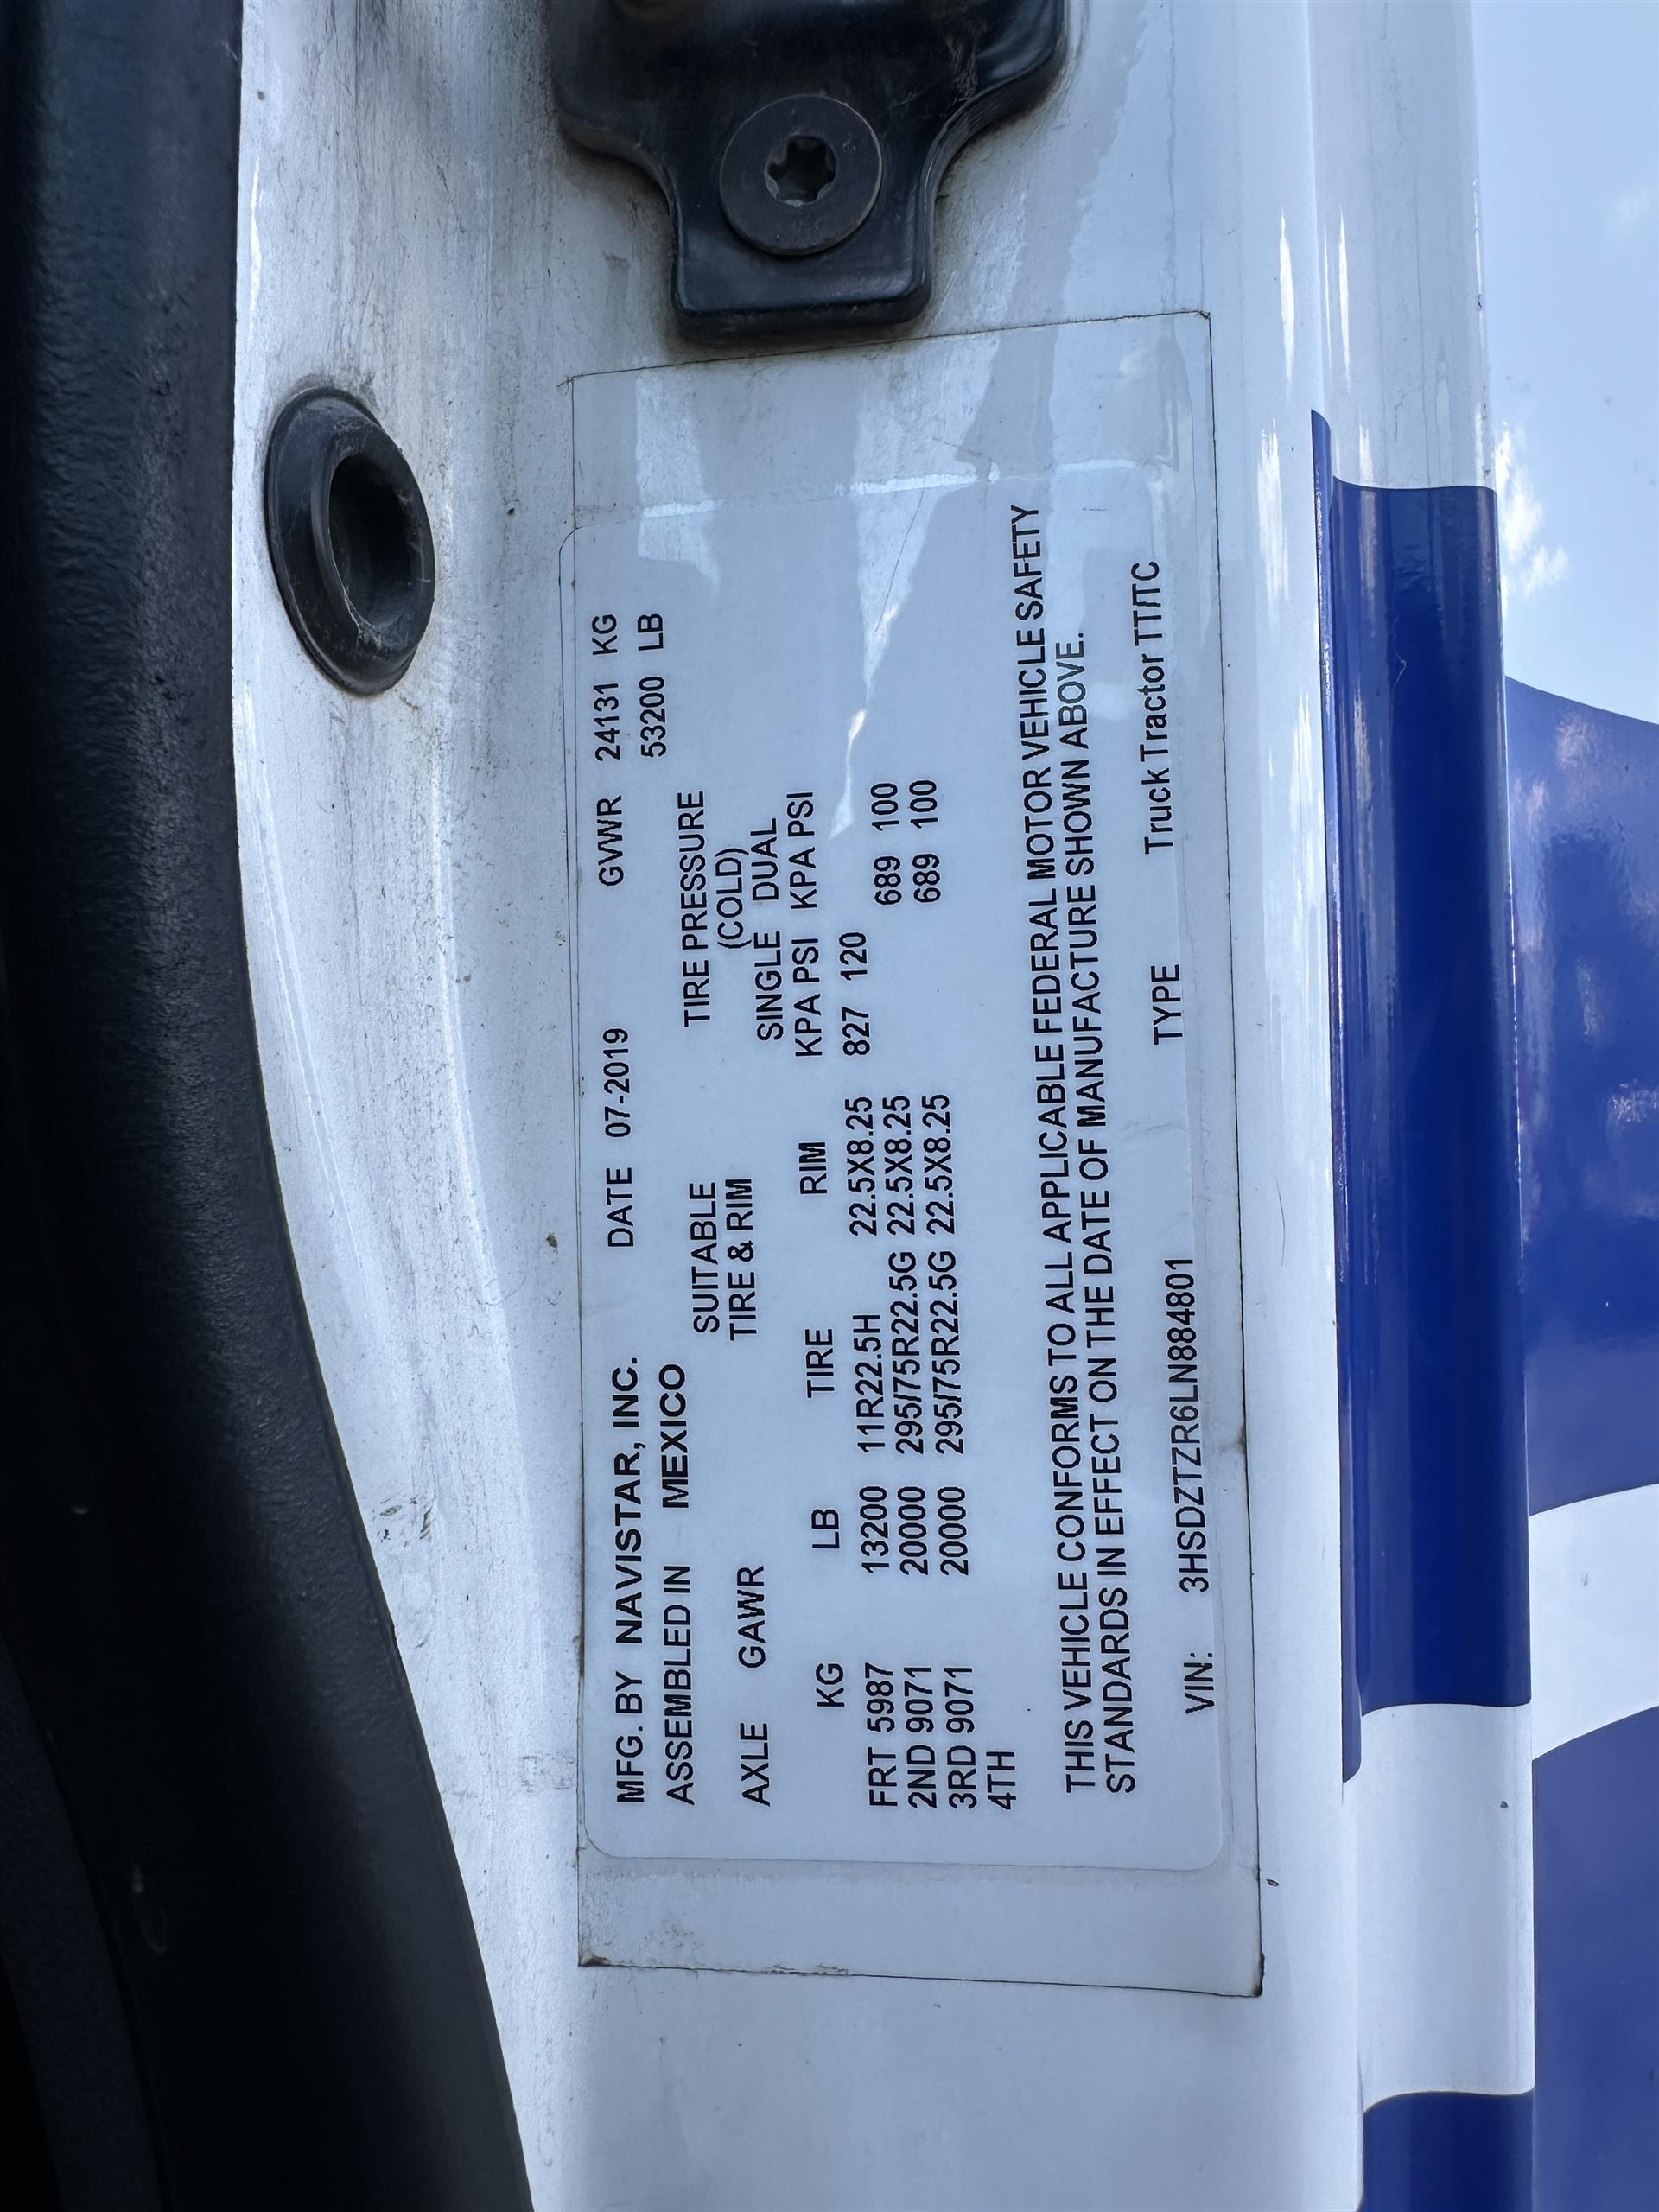 MFG. BY NAVISTAR, INC. DATE 07-2019 GVWR 24131 KG
ASSEMBLED IN MEXICO 53200 LB
SUITABLE TIRE PRESSURE
AXLE GAWR TIRE & RIM (COLD)
SINGLE DUAL
KG LB TIRE RIM KPA PSI KPA PSI
FRT 5987 13200 11R22.5H 22.5X8.25 827 120
2ND 9071 20000 295/75R22.5G 22.5X8.25 689 100
3RD 9071 20000 295/75R22.5G 22.5X8.25 689 100
4TH
THIS VEHICLE CONFORMS TO ALL APPLICABLE FEDERAL MOTOR VEHICLE SAFETY
STANDARDS IN EFFECT ON THE DATE OF MANUFACTURE SHOWN ABOVE.
VIN: 3HSDZTZR6LN884801 TYPE Truck Tractor TT/TC